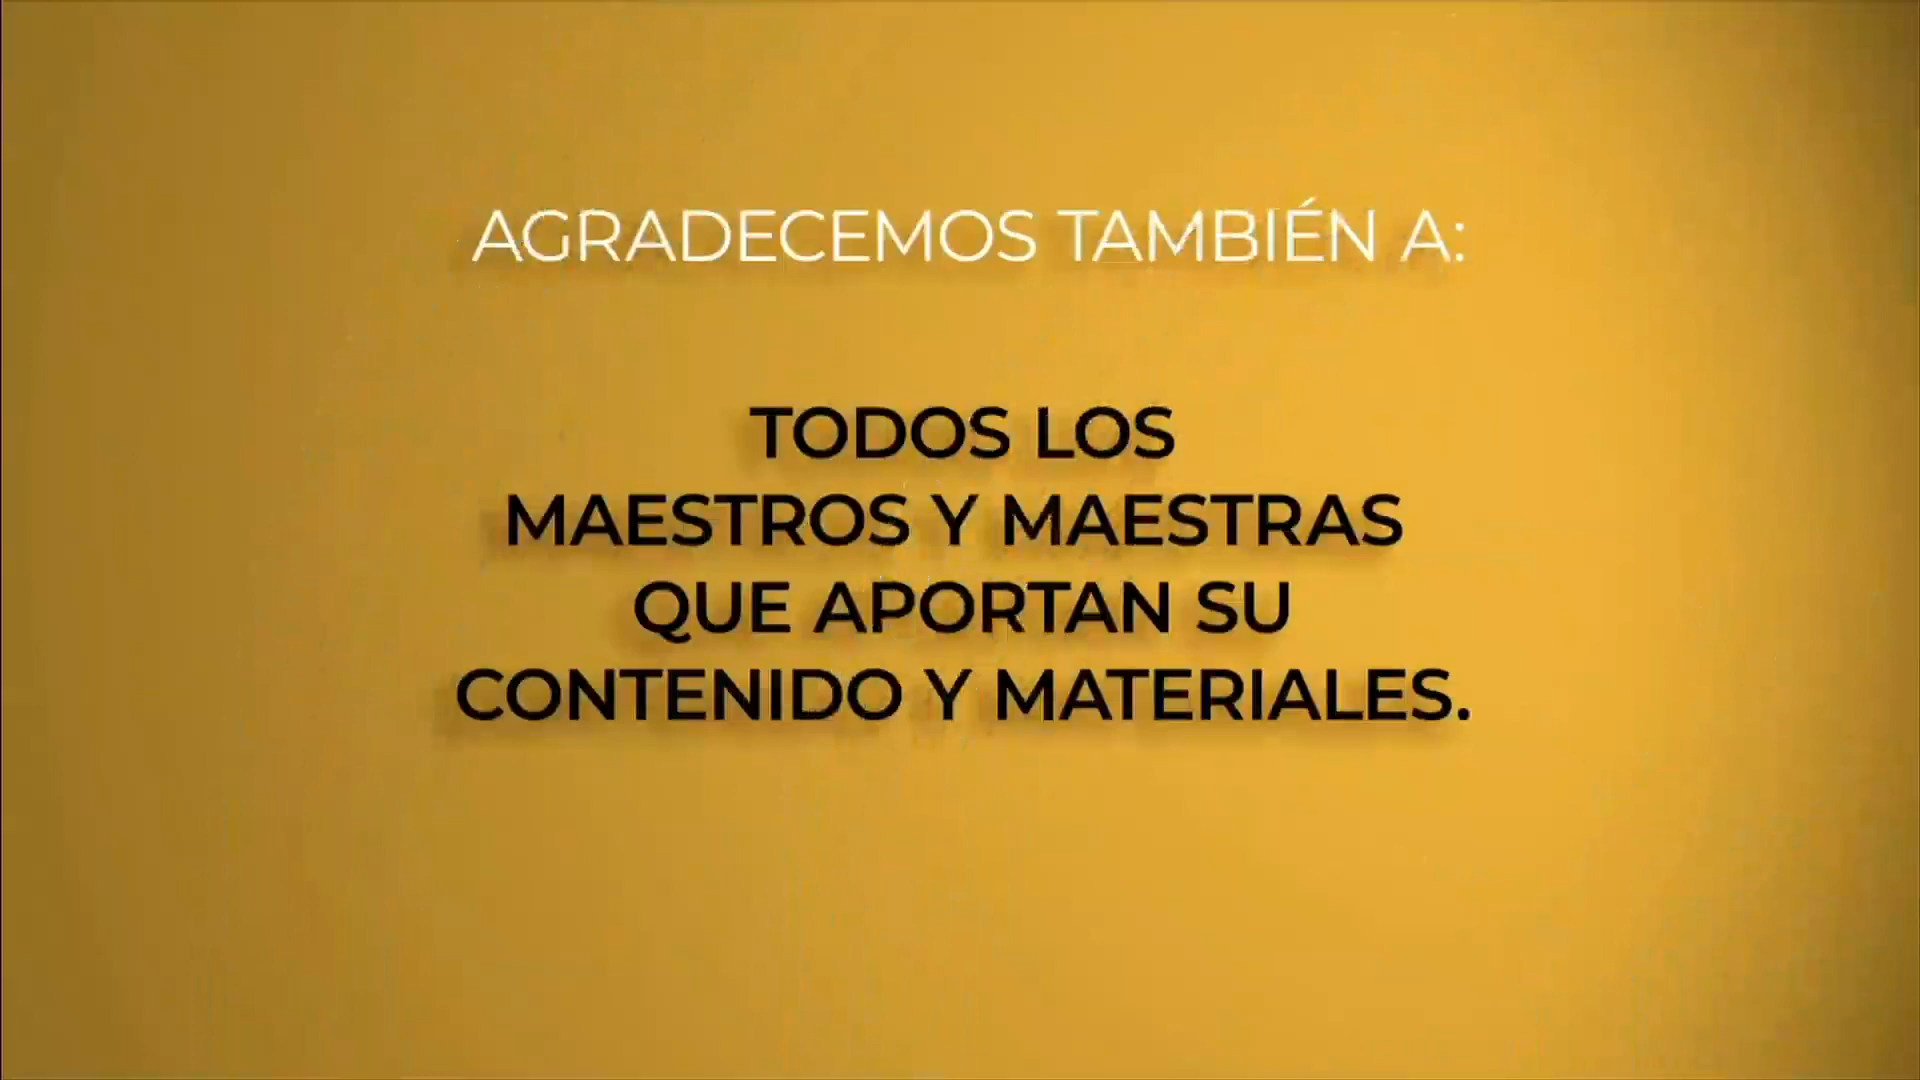 AGRADECEMOS TAMBIÉN A:
TODOS LOS
MAESTROS Y MAESTRAS
QUE APORTAN SU
CONTENIDO Y MATERIALES.